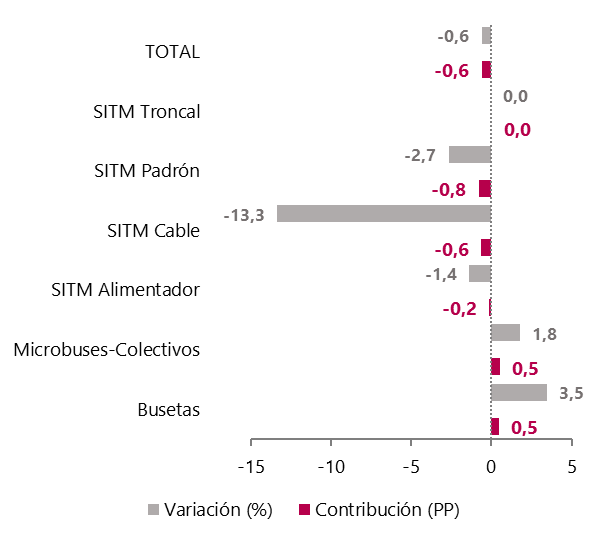 TOTAL
-0,6
-0,6
SITM Troncal
0,0
0,0
SITM Padrón
-2,7
-0,8
SITM Cable
-13,3
-0,6
SITM Alimentador
-1,4
-0,2
Microbuses-Colectivos
1,8
0,5
Busetas
3,5
0,5
-15 -10 -5 0 5
Variación (%) Contribución (PP)